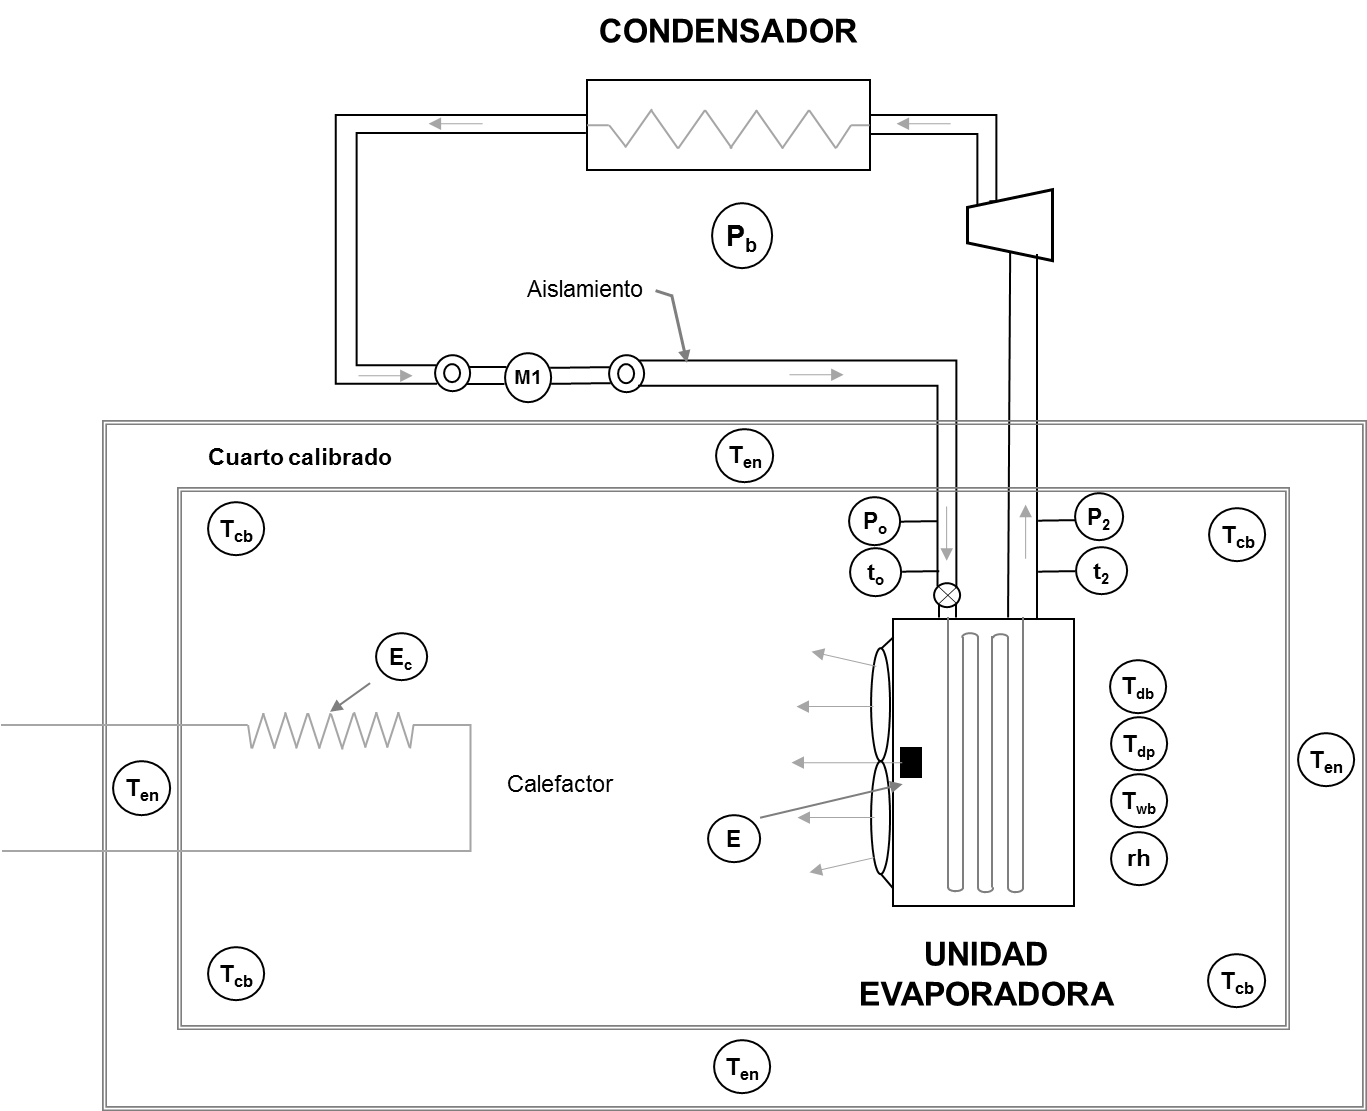 CONDENSADOR
Pb
Aislamiento
M1
Cuarto calibrado
Ten
Tcb
Po
P2
Tcb
to
t2
Ec
Tdb
Tdp
Ten
Ten
Calefactor
Twb
E
rh
UNIDAD
EVAPORADORA
Tcb
Tcb
Ten